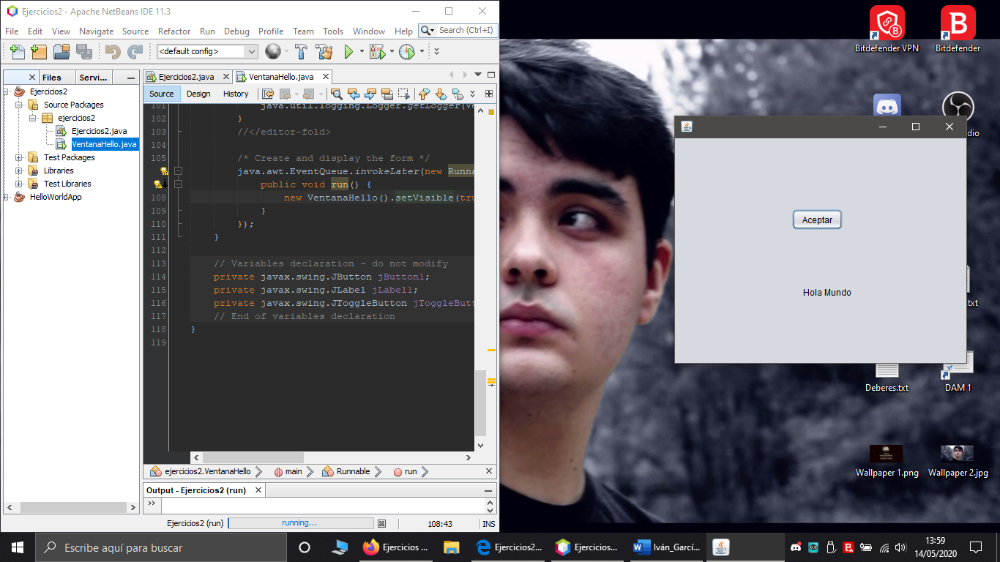 Ejercicios2 - Apache NetBeans IDE 11.3
File Edit View Navigate Source Refactor Run Debug Profile Team Tools Window Help Search (Ctrl+I)
<default config>
Files Servi...
Ejercicios2
Source Packages
ejercicios2
Ejercicios2.java
VentanaHello.java
Test Packages
Libraries
Test Libraries
HelloWorldApp
Ejercicios2.java VentanaHello.java
Source Design History
101 java.util.logging.Logger.getLogger(Ve
102 }
103 //</editor-fold>
104
105 /* Create and display the form */
java.awt.EventQueue.invokeLater(new Runna
public void run() {
108 new VentanaHello().setVisible(tru
109 }
110 });
111 }
112
113 // Variables declaration - do not modify
114 private javax.swing.JButton jButton1;
115 private javax.swing.JLabel jLabel1;
116 private javax.swing.JToggleButton jToggleButt
117 // End of variables declaration
118 }
119
ejercicios2.VentanaHello main Runnable run
Output - Ejercicios2 (run)
Ejercicios2 (run) running... 108:43 INS
Bitdefender VPN Bitdefender
dio
Aceptar
Hola Mundo
.txt
Deberes.txt DAM 1
Wallpaper 1.png Wallpaper 2.jpg
Escribe aquí para buscar
Ejercicios ... Ejercicios2... Ejercicios... Iván_Garcí...
13:59
14/05/2020